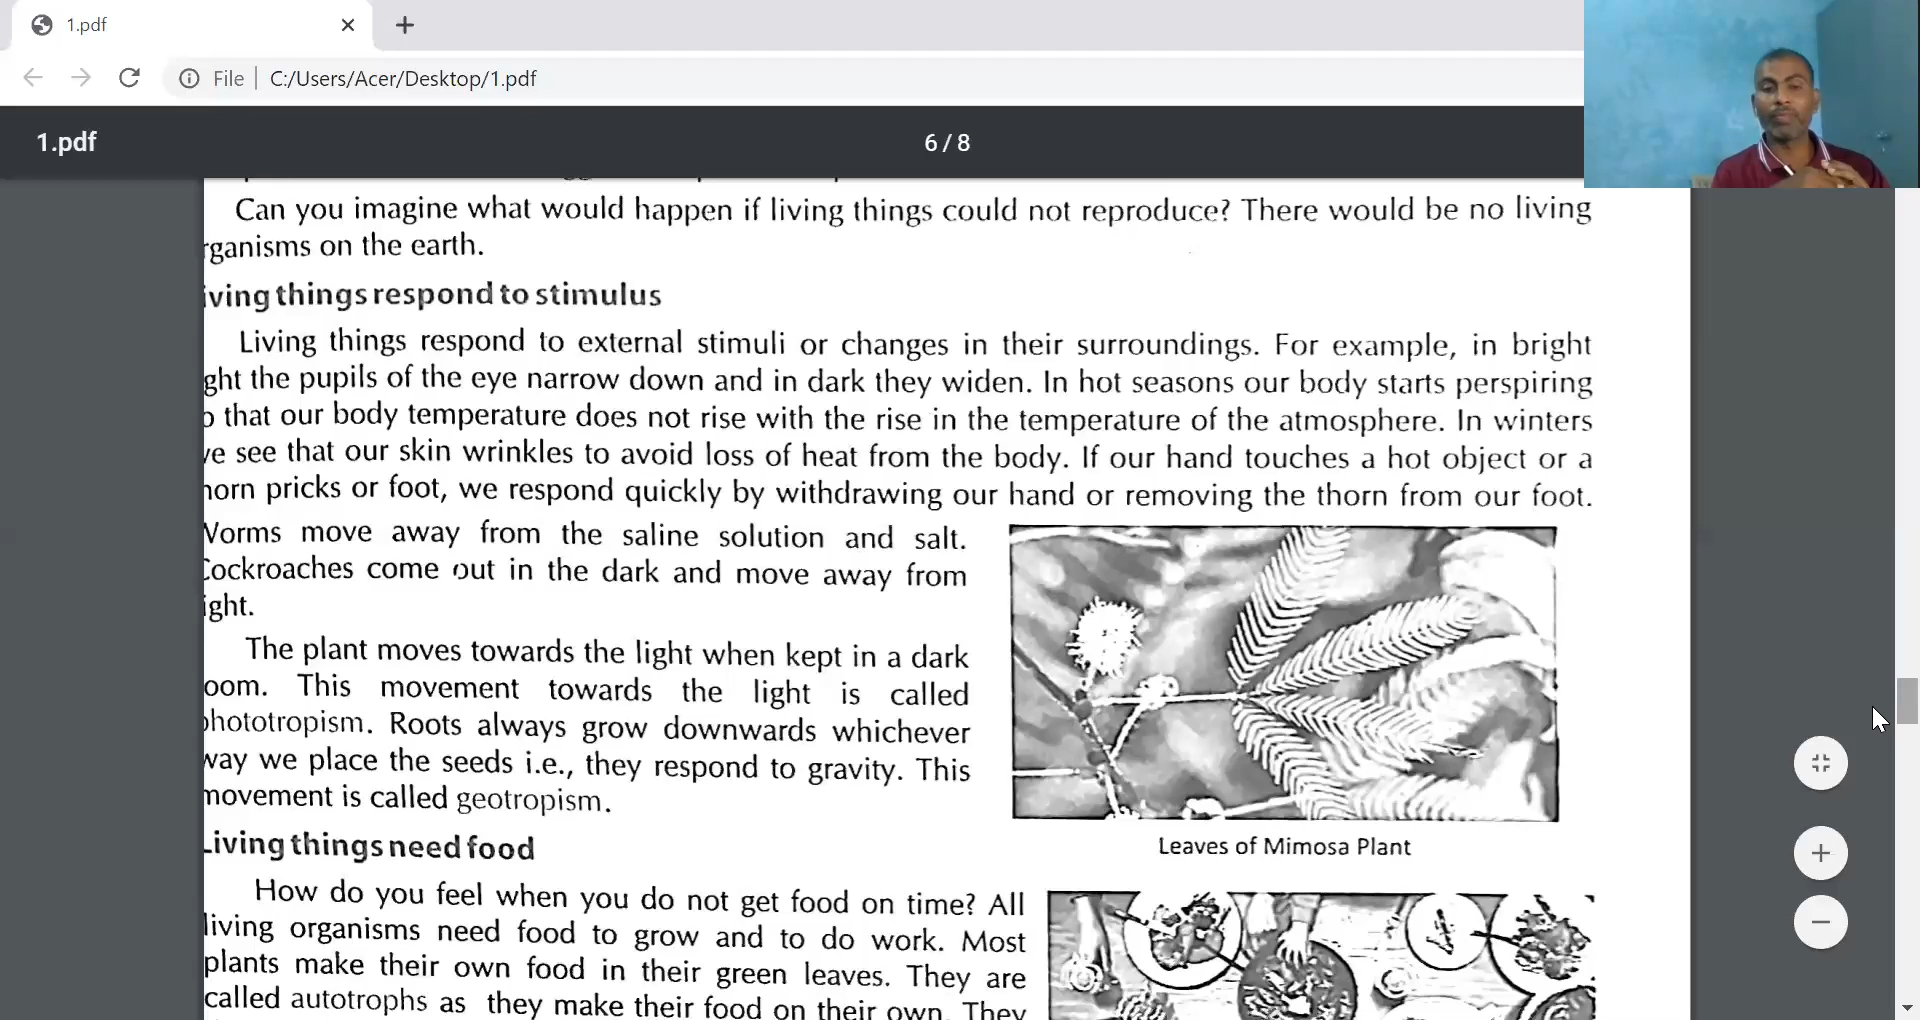 1.pdf
File C:/Users/Acer/Desktop/1.pdf
1.pdf
6 / 8
Can you imagine what would happen if living things could not reproduce? There would be no living
rganisms on the earth.
iving things respond to stimulus
Living things respond to external stimuli or changes in their surroundings. For example, in bright
ght the pupils of the eye narrow down and in dark they widen. In hot seasons our body starts perspiring
o that our body temperature does not rise with the rise in the temperature of the atmosphere. In winters
ve see that our skin wrinkles to avoid loss of heat from the body. If our hand touches a hot object or a
horn pricks or foot, we respond quickly by withdrawing our hand or removing the thorn from our foot.
Worms move away from the saline solution and salt.
Cockroaches come out in the dark and move away from
ight.
The plant moves towards the light when kept in a dark
oom. This movement towards the light is called
phototropism. Roots always grow downwards whichever
way we place the seeds i.e., they respond to gravity. This
movement is called geotropism.
Leaves of Mimosa Plant
Living things need food
How do you feel when you do not get food on time? All
living organisms need food to grow and to do work. Most
plants make their own food in their green leaves. They are
called autotrophs as they make their food on their own. They